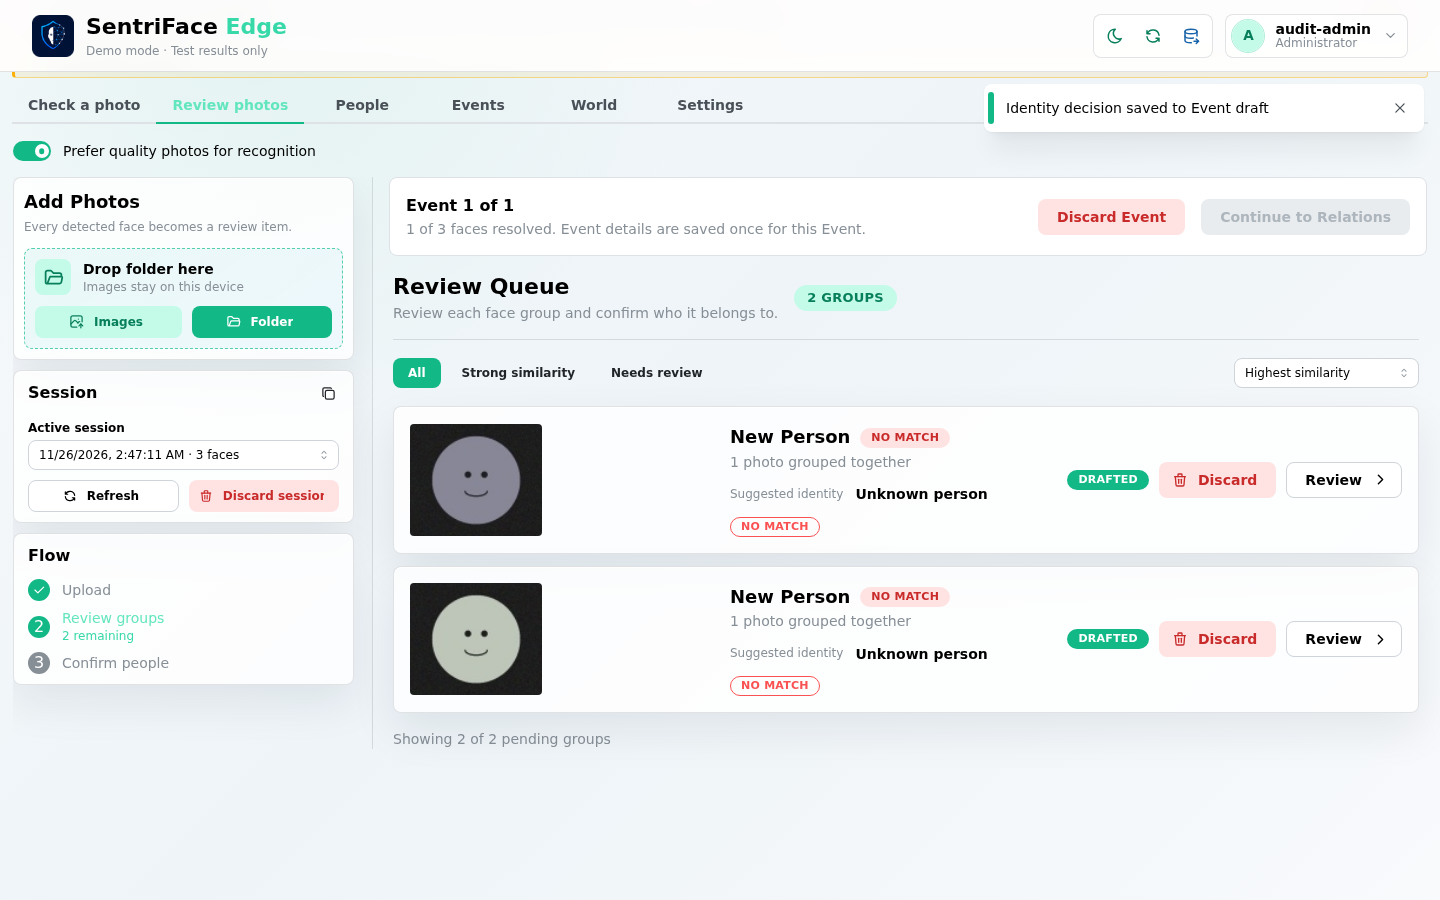 SentriFace Edge
Demo mode · Test results only
A
audit-admin
Administrator
Check a photo
Review photos
People
Events
World
Settings
Identity decision saved to Event draft
Prefer quality photos for recognition
Add Photos
Every detected face becomes a review item.
Drop folder here
Images stay on this device
Images
Folder
Session
Active session
11/26/2026, 2:47:11 AM · 3 faces
Refresh
Discard session
Flow
Upload
2
Review groups
2 remaining
3
Confirm people
Event 1 of 1
1 of 3 faces resolved. Event details are saved once for this Event.
Discard Event
Continue to Relations
Review Queue
Review each face group and confirm who it belongs to.
2 GROUPS
All
Strong similarity
Needs review
Highest similarity
New Person
NO MATCH
1 photo grouped together
Suggested identity
Unknown person
NO MATCH
DRAFTED
Discard
Review
New Person
NO MATCH
1 photo grouped together
Suggested identity
Unknown person
NO MATCH
DRAFTED
Discard
Review
Showing 2 of 2 pending groups